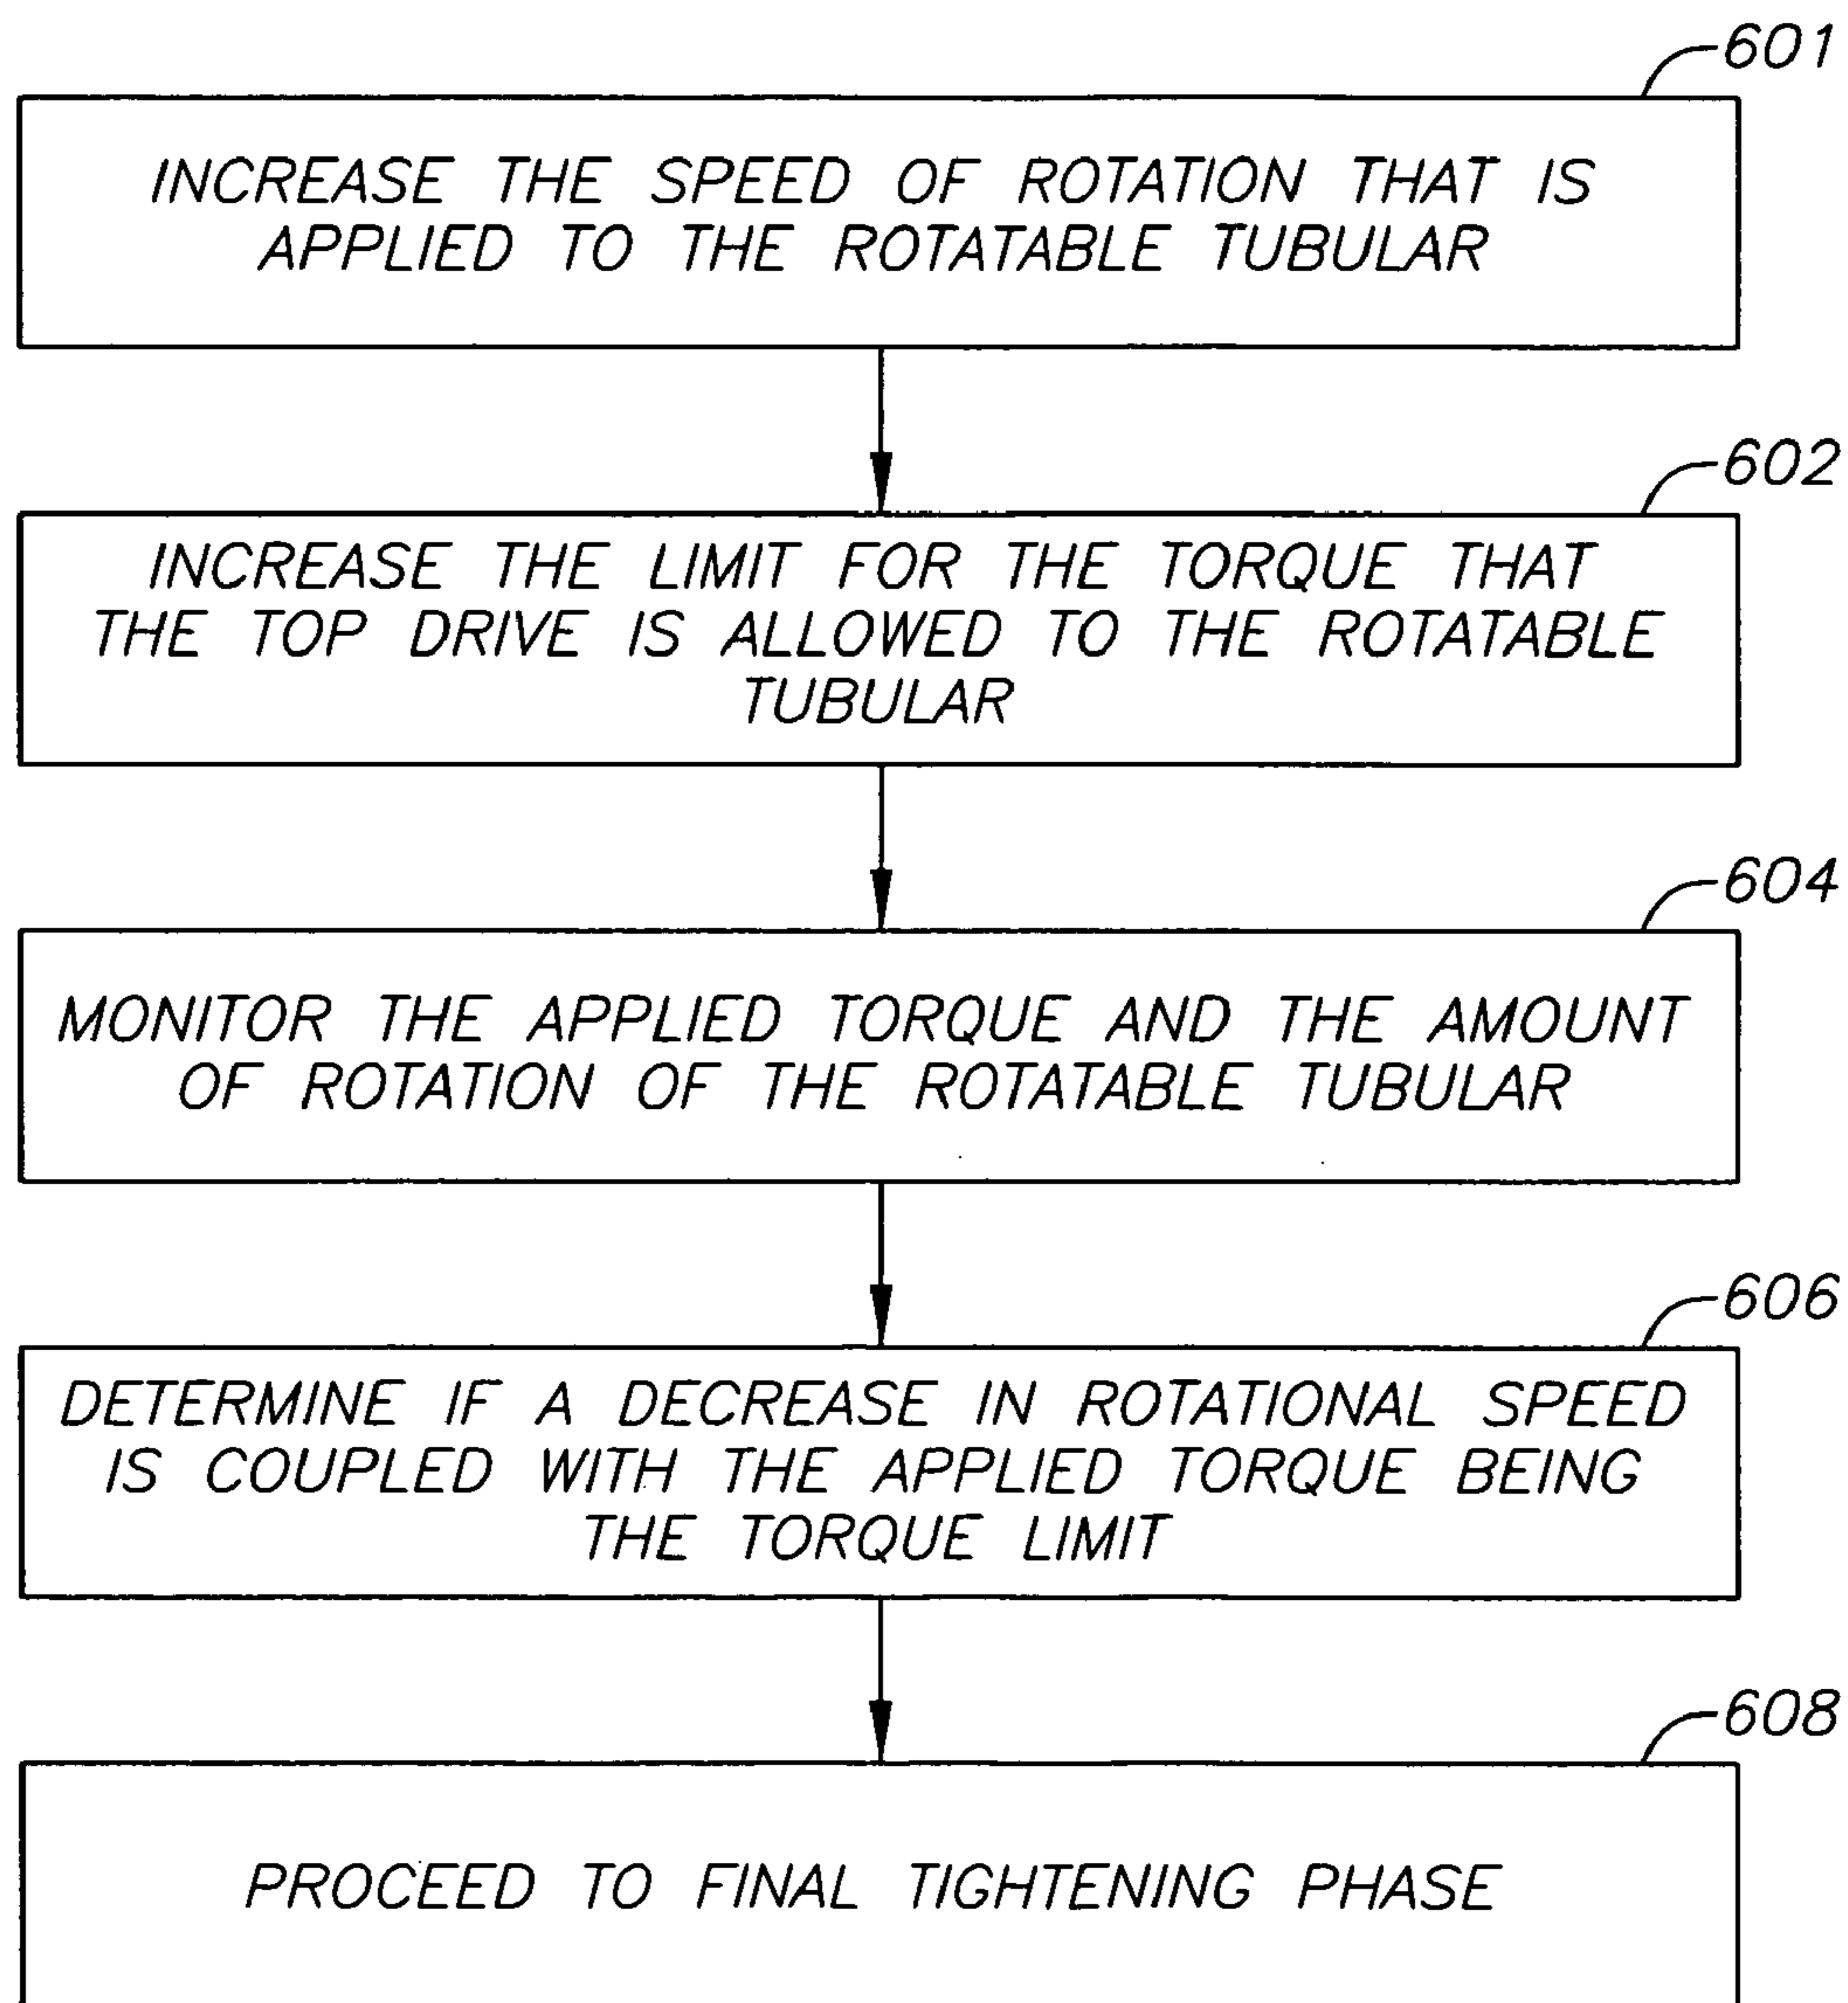 601
INCREASE THE SPEED OF ROTATION THAT IS
APPLIED TO THE ROTATABLE TUBULAR
602
INCREASE THE LIMIT FOR THE TORQUE THAT
THE TOP DRIVE IS ALLOWED TO THE ROTATABLE
TUBULAR
604
MONITOR THE APPLIED TORQUE AND THE AMOUNT
OF ROTATION OF THE ROTATABLE TUBULAR
606
DETERMINE IF A DECREASE IN ROTATIONAL SPEED
IS COUPLED WITH THE APPLIED TORQUE BEING
THE TORQUE LIMIT
608
PROCEED TO FINAL TIGHTENING PHASE